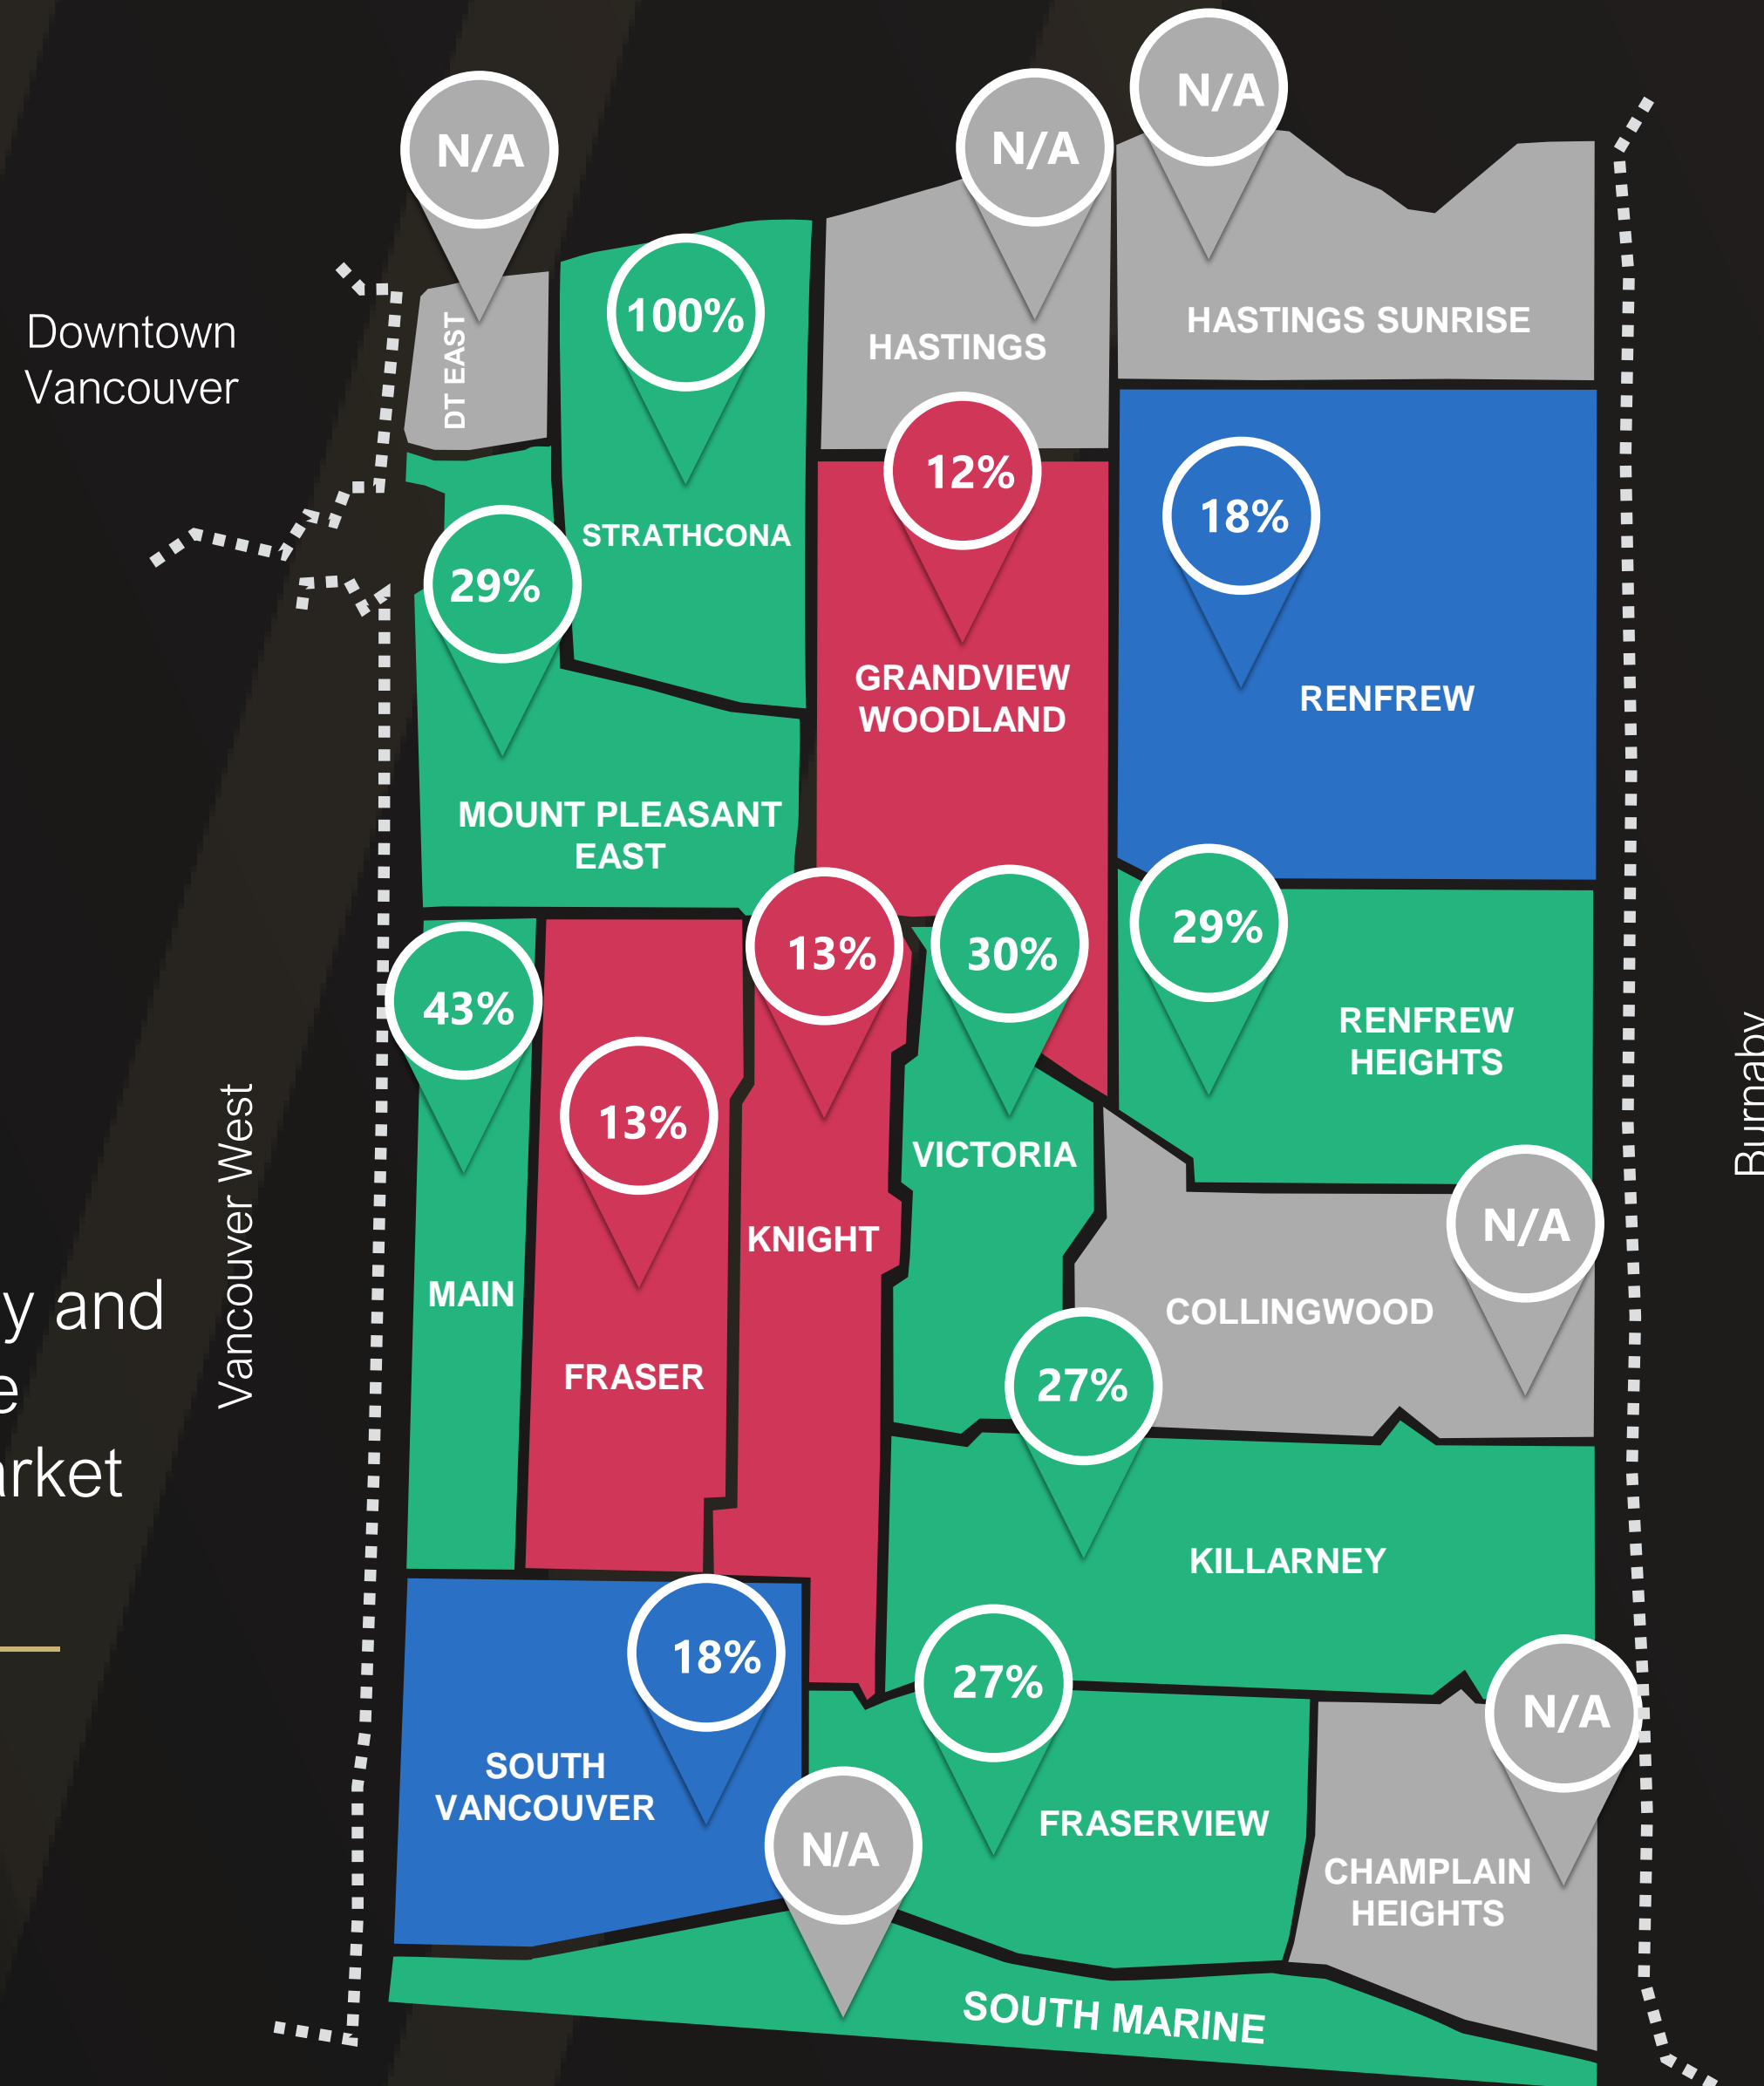 N/A
N/A
N/A
100%
Downtown
Vancouver
DT EAST
HASTINGS
HASTINGS SUNRISE
12%
18%
STRATHCONA
29%
GRANDVIEW
WOODLAND
RENFREW
MOUNT PLEASANT
EAST
13%
30%
29%
43%
RENFREW
HEIGHTS
13%
Burnaby
VICTORIA
Vancouver West
N/A
KNIGHT
MAIN
y and
COLLINGWOOD
FRASER
27%
e
arket
KILLARNEY
18%
27%
N/A
SOUTH
VANCOUVER
FRASERVIEW
N/A
CHAMPLAIN
HEIGHTS
SOUTH MARINE